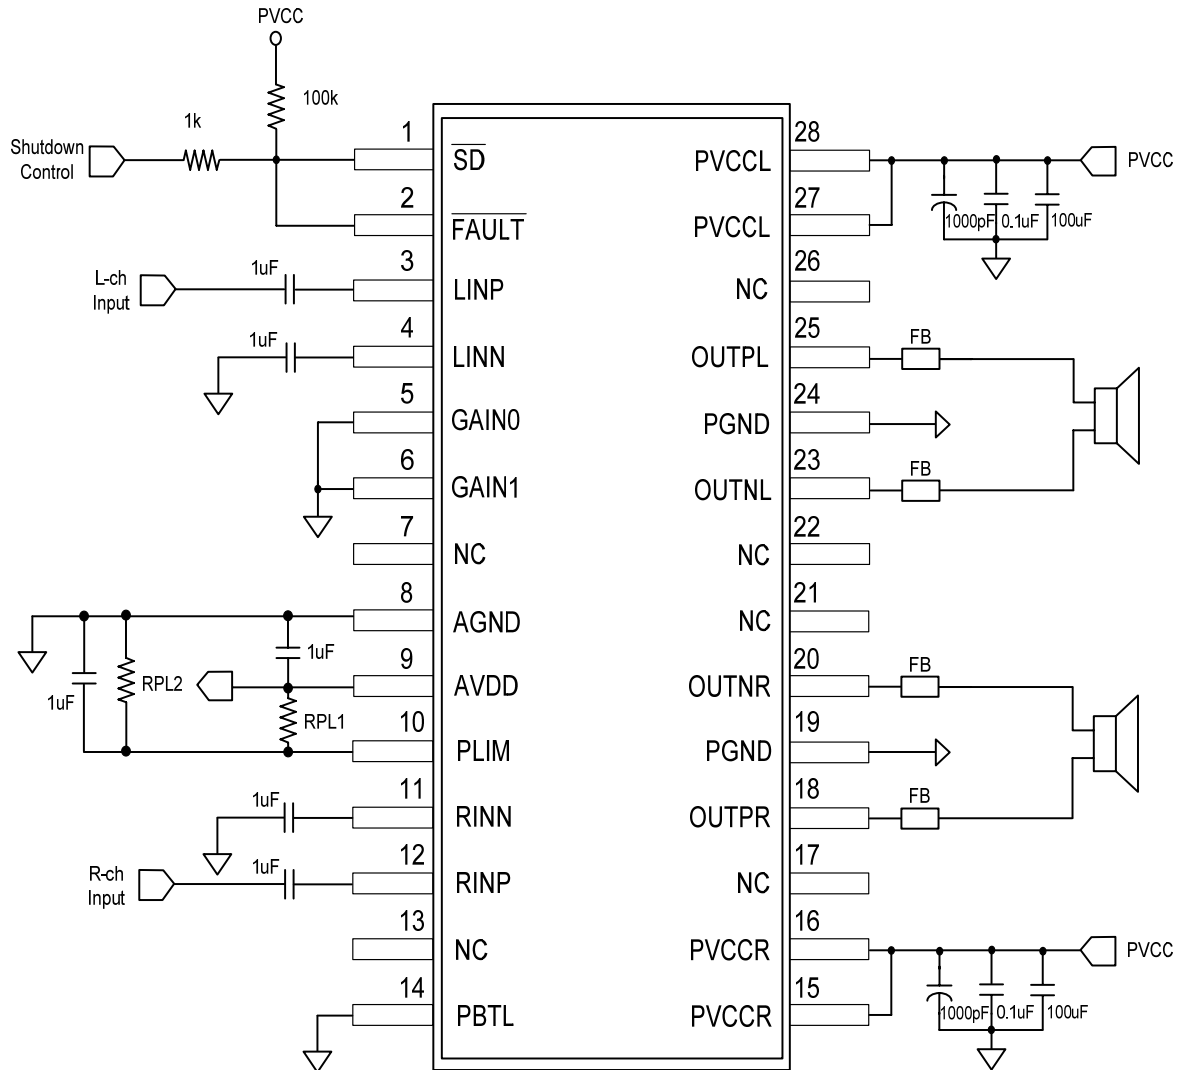 PVCC
100k
1k
Shutdown
Control
1
SD
2
FAULT
L-ch
Input
1uF
3
LINP
1uF
4
LINN
5
GAIN0
6
GAIN1
7
NC
8
AGND
1uF
9
AVDD
1uF
RPL2
RPL1
10
PLIM
1uF
11
RINN
R-ch
Input
1uF
12
RINP
13
NC
14
PBTL
28
PVCCL
PVCC
27
PVCCL
1000pF
0.1uF
100uF
26
NC
25
OUTPL
FB
24
PGND
23
OUTNL
FB
22
NC
21
NC
20
OUTNR
FB
19
PGND
18
OUTPR
FB
17
NC
16
PVCCR
PVCC
15
PVCCR
1000pF
0.1uF
100uF